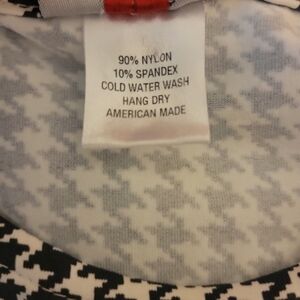 90% NYLON
10% SPANDEX
COLD WATER WASH
HANG DRY
AMERICAN MADE